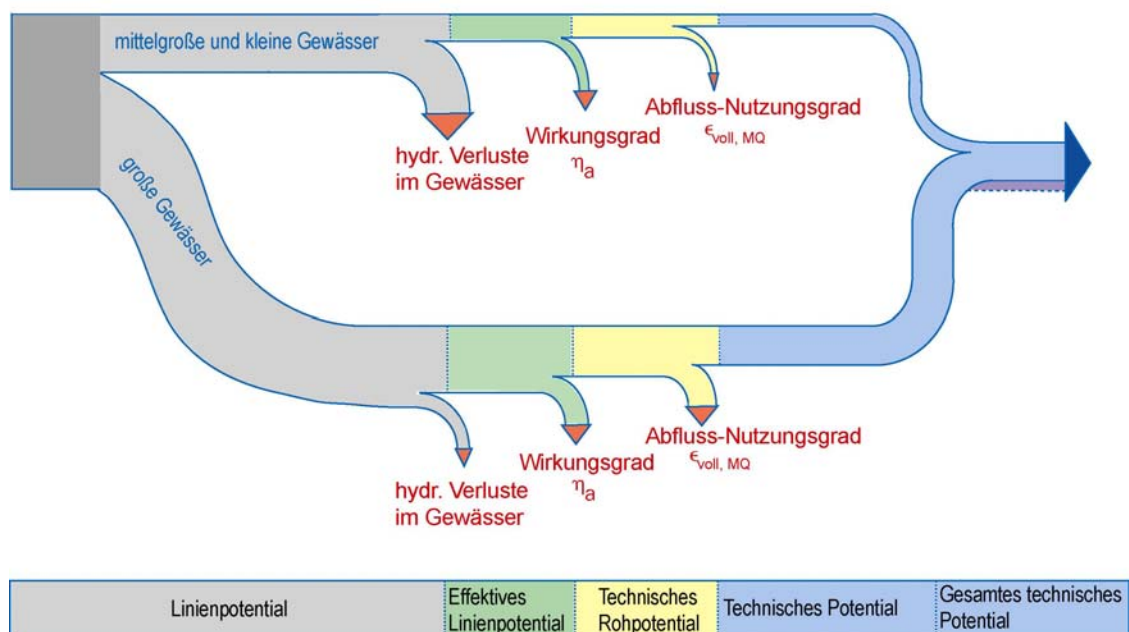 mittelgroße und kleine Gewässer
große Gewässer
hydr. Verluste
im Gewässer
Wirkungsgrad
ηa
Abfluss-Nutzungsgrad
ϵvoll, MQ
hydr. Verluste
im Gewässer
Wirkungsgrad
ηa
Abfluss-Nutzungsgrad
ϵvoll, MQ
Linienpotential
Effektives
Linienpotential
Technisches
Rohpotential
Technisches Potential
Gesamtes technisches
Potential